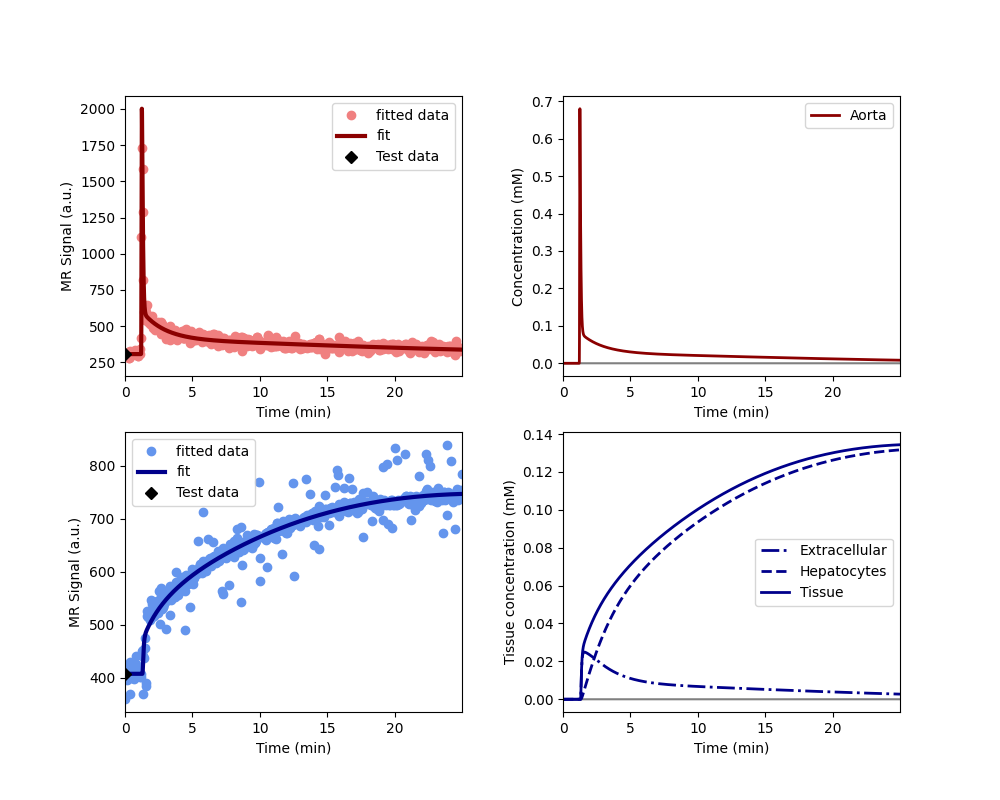 MR Signal (a.u.)
2000
1750
1500
1250
1000
750
500
250
fitted data
fit
Test data
0 5 10 15 20
Time (min)
Concentration (mM)
0.7
0.6
0.5
0.4
0.3
0.2
0.1
0.0
Aorta
0 5 10 15 20
Time (min)
MR Signal (a.u.)
800
700
600
500
400
fitted data
fit
Test data
0 5 10 15 20
Time (min)
Tissue concentration (mM)
0.14
0.12
0.10
0.08
0.06
0.04
0.02
0.00
Extracellular
Hepatocytes
Tissue
0 5 10 15 20
Time (min)